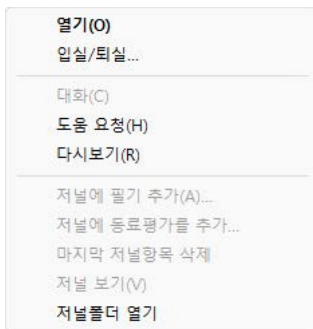 열기(O)
입실/퇴실...
대화(C)
도움 요청(H)
다시보기(R)
저널에 필기 추가(A)...
저널에 동료평가를 추가...
마지막 저널항목 삭제
저널 보기(V)
저널폴더 열기